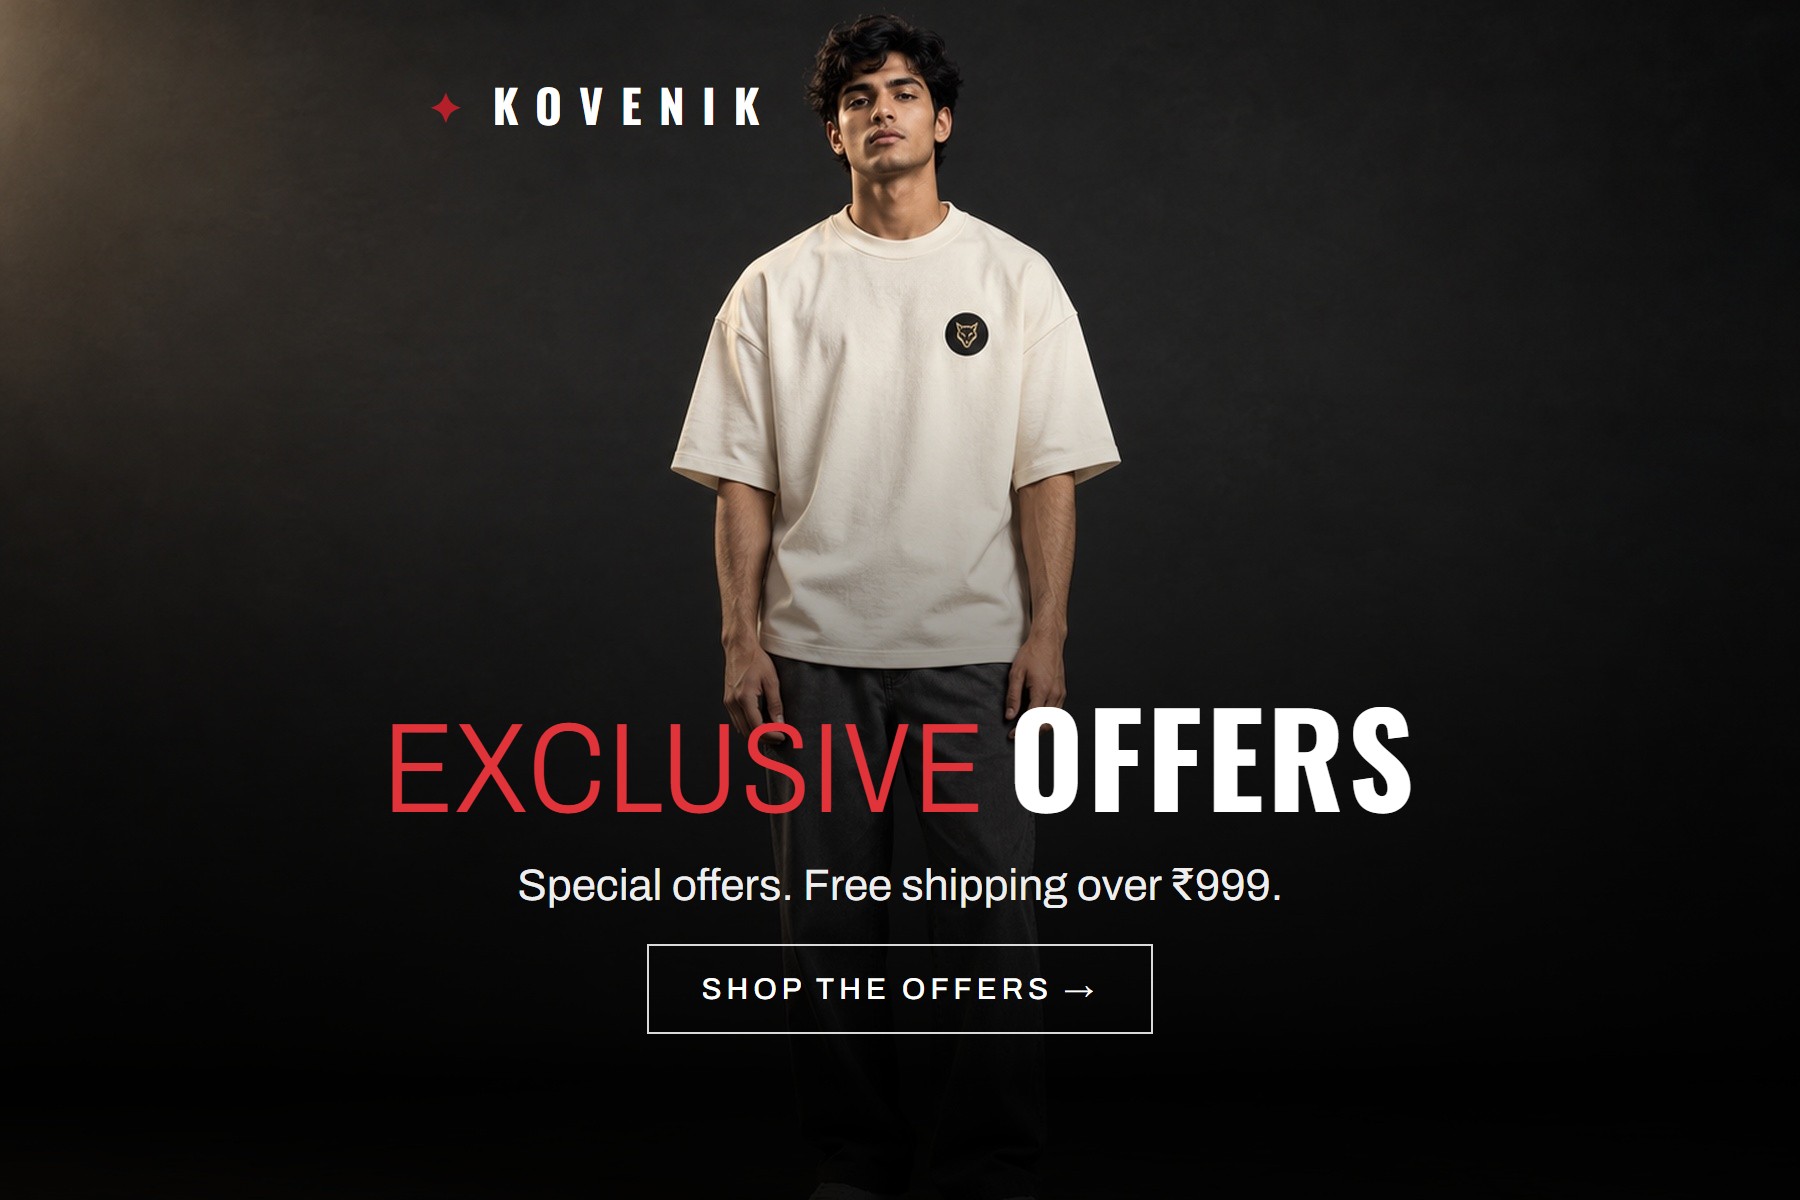 KOVENIK
EXCLUSIVE OFFERS
Special offers. Free shipping over ₹999.
SHOP THE OFFERS →